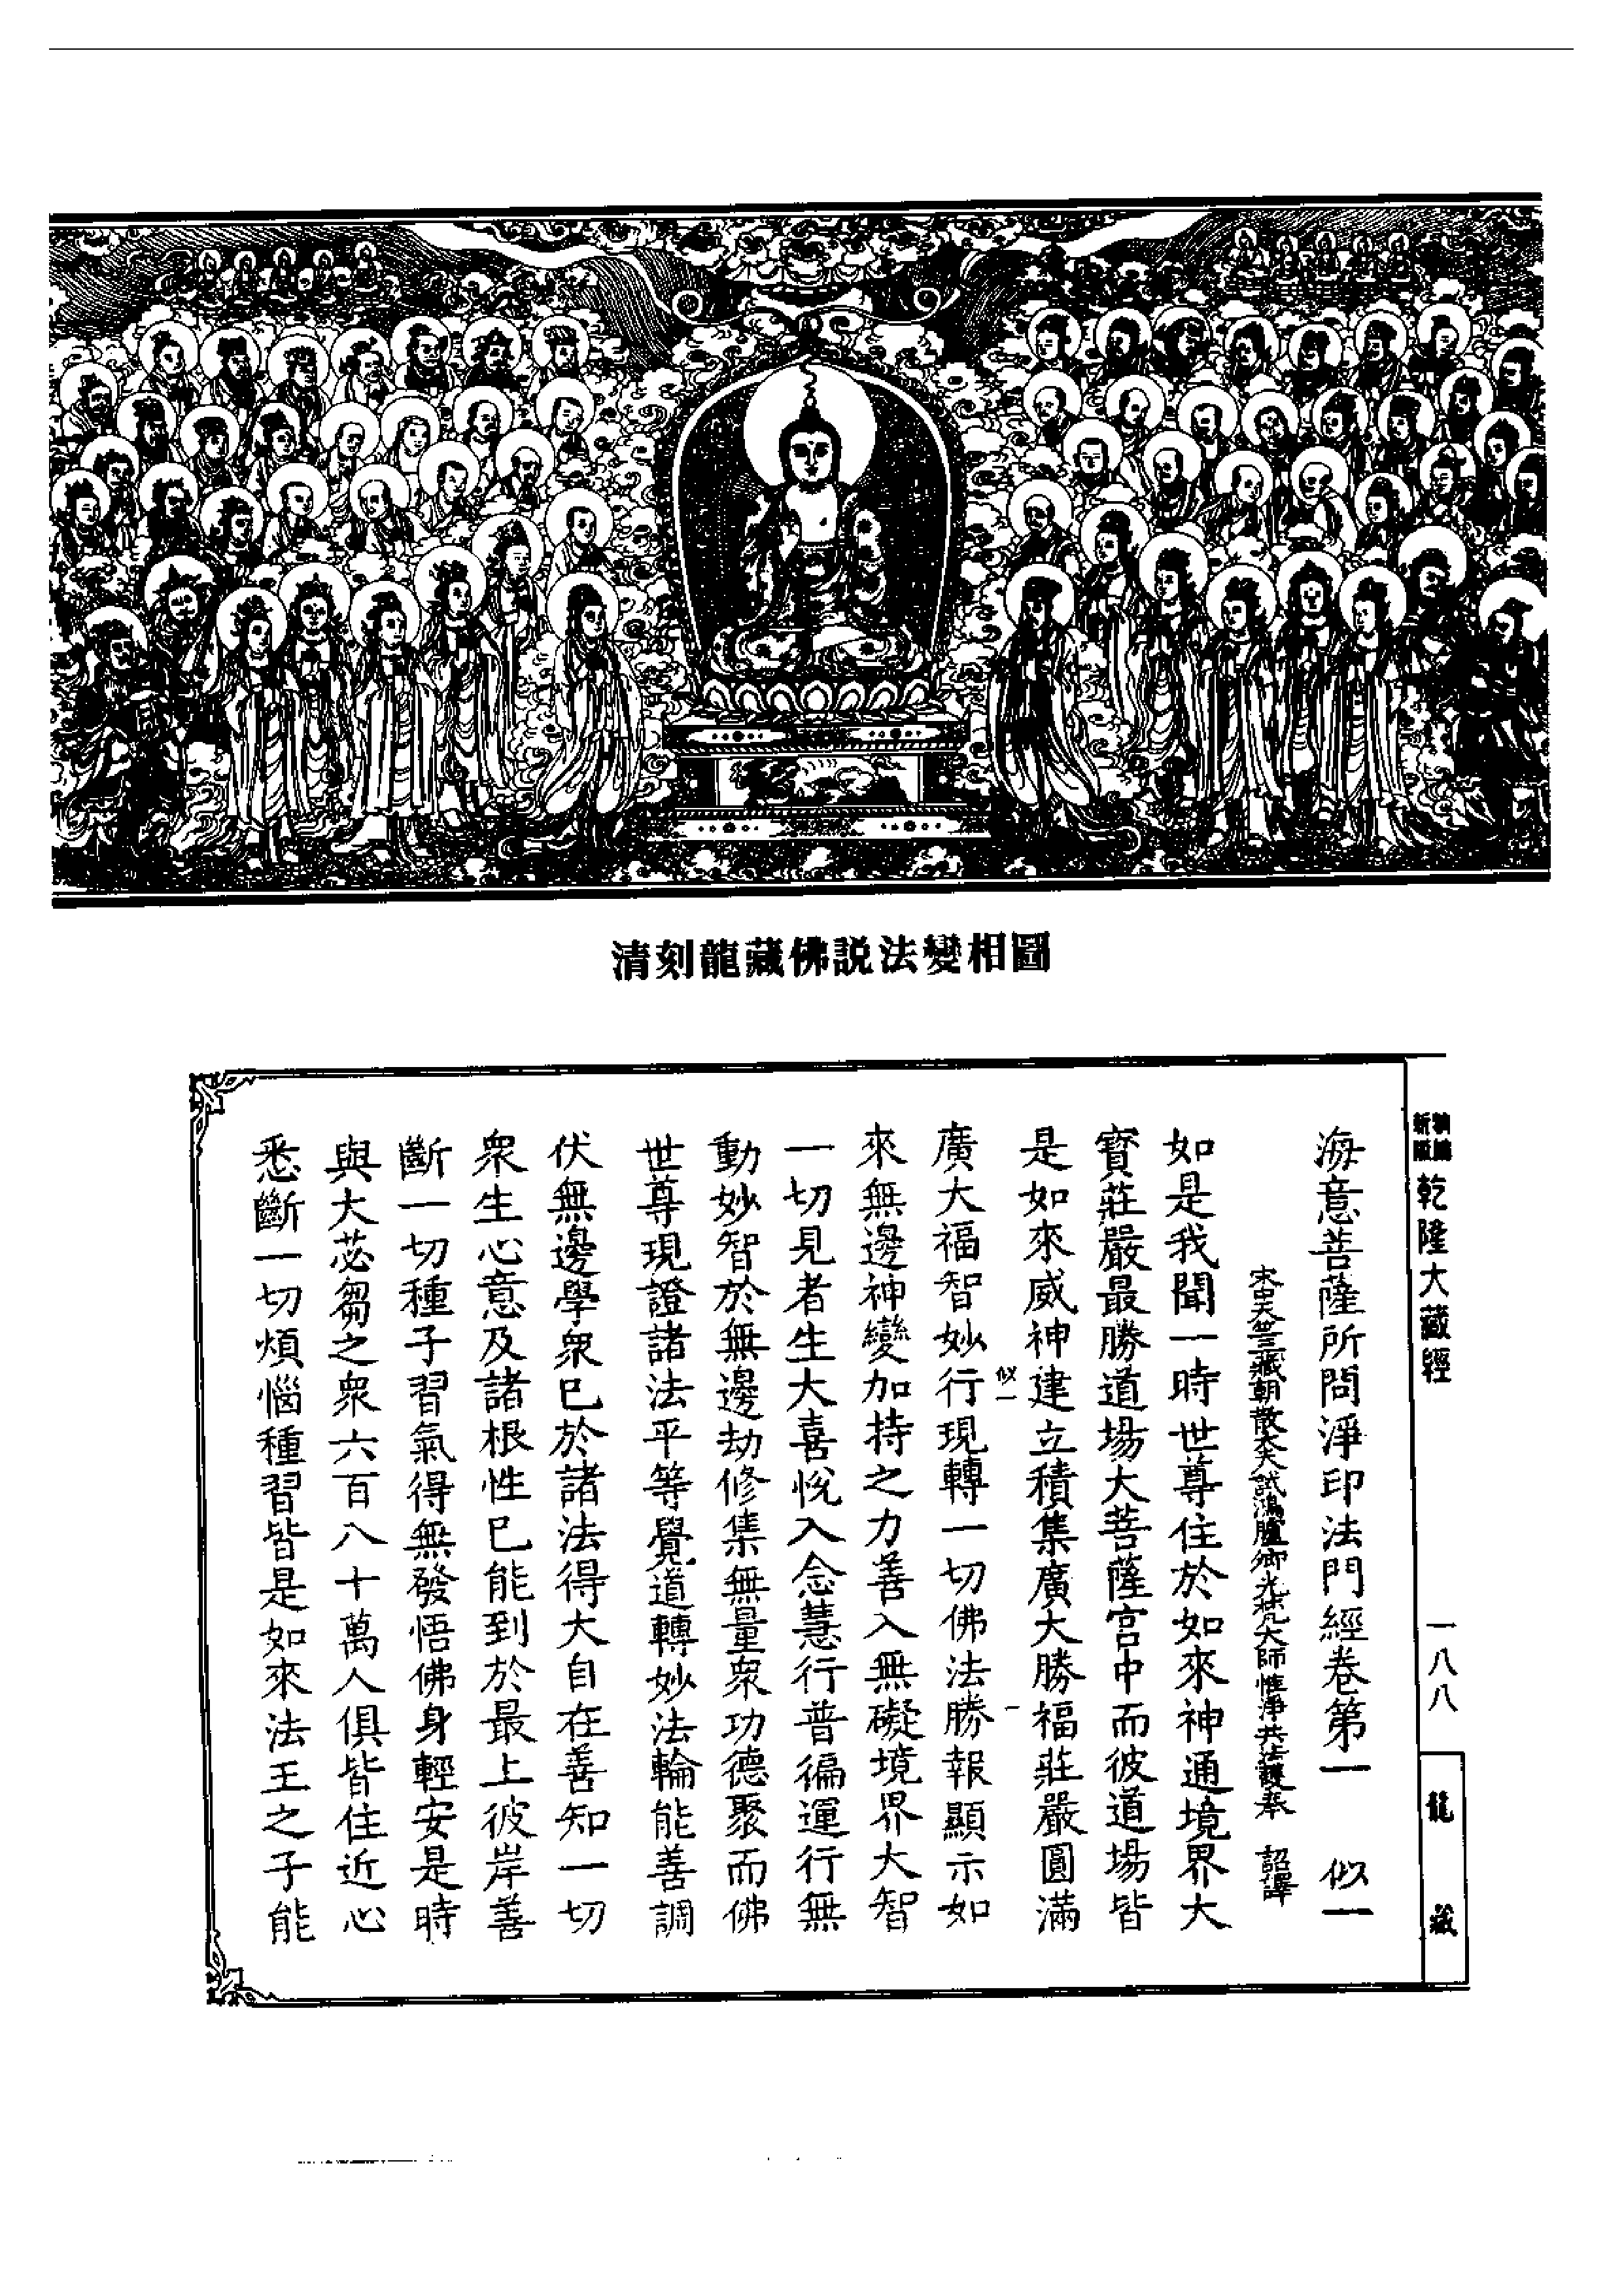 清刻龍藏佛説法變相圖
乾隆大藏經
一八八
龍藏
海意菩薩所問淨印法門經卷第一 似一
宋中天竺三藏朝散大夫試鴻臚卿光梵大師惟淨共法護奉 詔譯
如是我聞一時世尊住於如來神通境界大
寶莊嚴最勝道場大菩薩宮中而彼道場皆
是如來威神建立積集廣大勝福莊嚴圓滿
似一 一
廣大福智妙行現轉一切佛法勝報顯示如
來無邊神變加持之力善入無礙境界大智
一切見者生大喜悅入念慧行普徧運行無
動妙智於無邊劫修集無量眾功德聚而佛
世尊現證諸法平等覺道轉妙法輪能善調
伏無邊學眾已於諸法得大自在善知一切
眾生心意及諸根性已能到於最上彼岸善
斷一切種子習氣得無發悟佛身輕安是時
與大苾芻之眾六百八十萬人俱皆住近心
悉斷一切煩惱種習皆是如來法王之子能